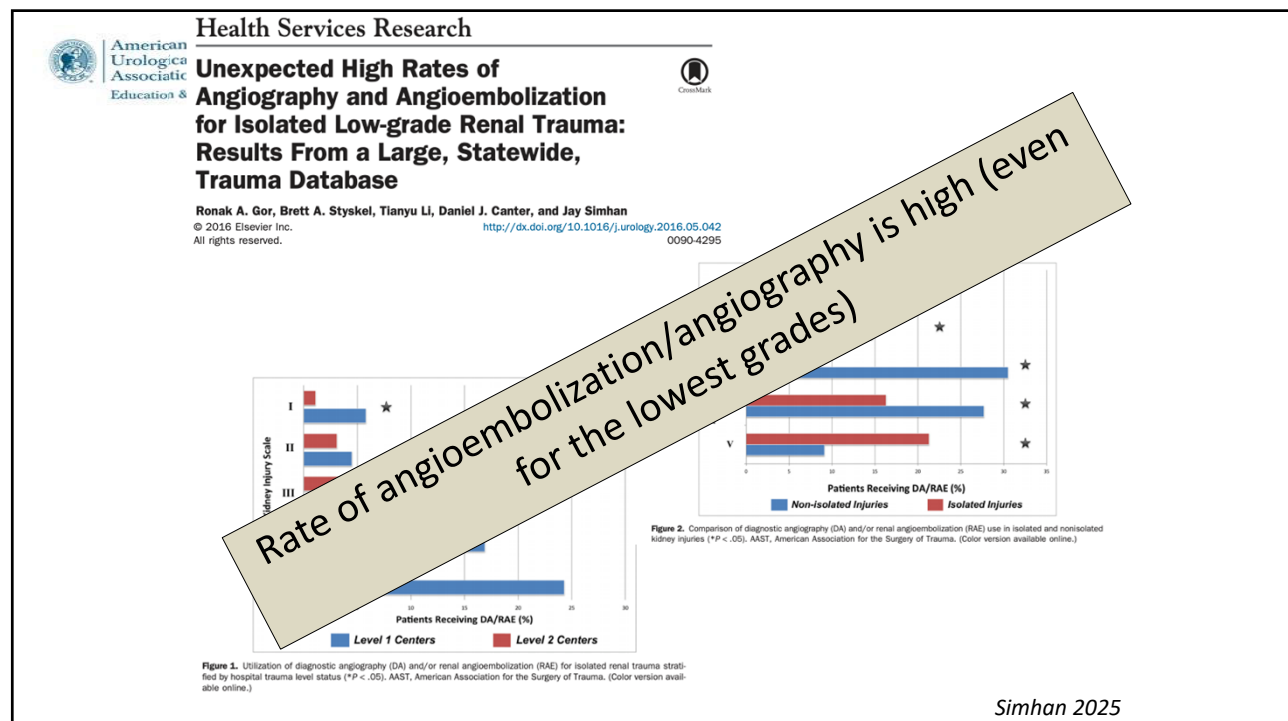 American
Urologica
Associatic
Education &
Health Services Research
Unexpected High Rates of
Angiography and Angioembolization
for Isolated Low-grade Renal Trauma:
Results From a Large, Statewide,
Trauma Database
CrossMark
Ronak A. Gor, Brett A. Styskel, Tianyu Li, Daniel J. Canter, and Jay Simhan
© 2016 Elsevier Inc.
All rights reserved.
http://dx.doi.org/10.1016/j.urology.2016.05.042
0090-4295
Rate of angioembolization/angiography is high (even
for the lowest grades)
I
II
III
Kidney Injury Scale
10 15 20 25 30
Patients Receiving DA/RAE (%)
Level 1 Centers Level 2 Centers
Figure 1. Utilization of diagnostic angiography (DA) and/or renal angioembolization (RAE) for isolated renal trauma strati-
fied by hospital trauma level status (*P < .05). AAST, American Association for the Surgery of Trauma. (Color version avail-
able online.)
V
0 5 10 15 20 25 30 35
Patients Receiving DA/RAE (%)
Non-isolated Injuries Isolated Injuries
Figure 2. Comparison of diagnostic angiography (DA) and/or renal angioembolization (RAE) use in isolated and nonisolated
kidney injuries (*P < .05). AAST, American Association for the Surgery of Trauma. (Color version available online.)
Simhan 2025